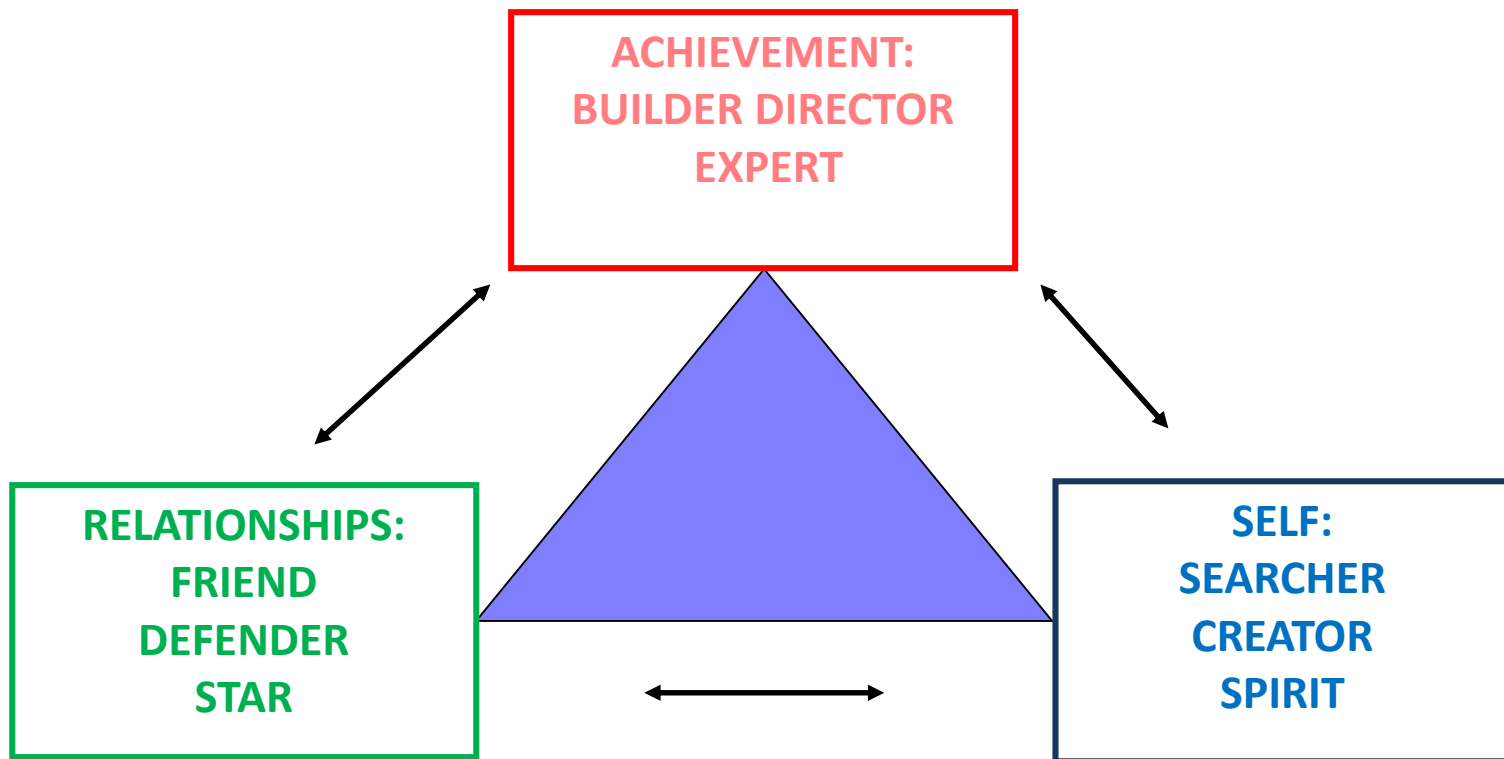 ACHIEVEMENT:
BUILDER DIRECTOR
EXPERT
RELATIONSHIPS:
FRIEND
DEFENDER
STAR
SELF:
SEARCHER
CREATOR
SPIRIT